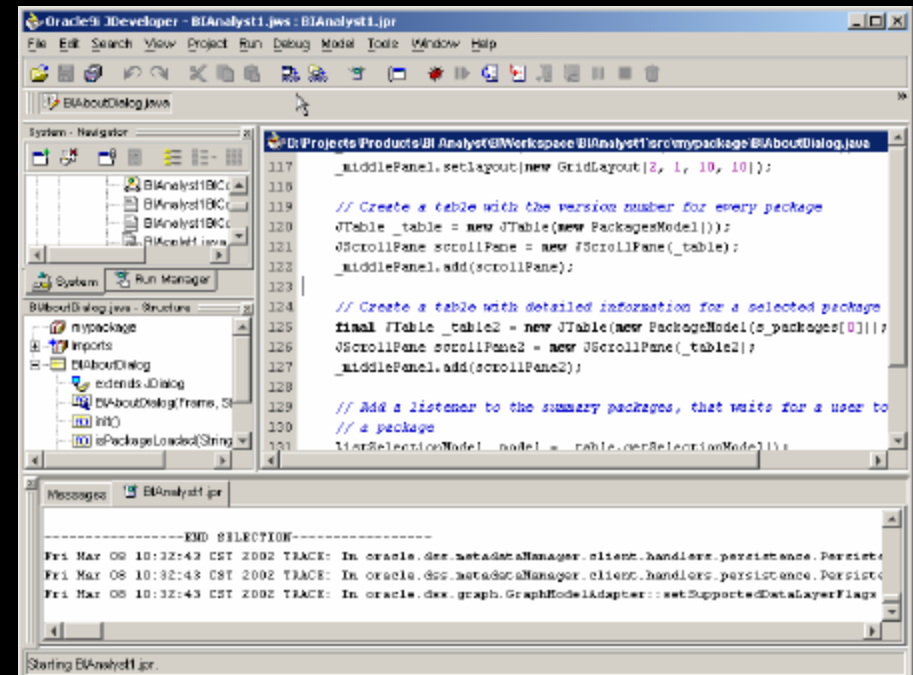 Oracle9i JDeveloper - BIAnalyst1.jws : BIAnalyst1.jpr
File Edit Search View Project Run Debug Model Tools Window Help
BIAboutDialog.java
System - Navigator
BIAnalyst1BICo
BIAnalyst1BICo
BIAnalyst1BICo
BIApplet1.java
System Run Manager
BIAboutDialog.java - Structure
mypackage
Imports
BIAboutDialog
extends JDialog
BIAboutDialog(Frame, St
init()
isPackageLoaded(String
D:\Projects\Products\BI Analyst\BIWorkspace\BIAnalyst1\src\mypackage\BIAboutDialog.java
117 _middlePanel.setLayout(new GridLayout(2, 1, 10, 10));
118
119 // Create a table with the version number for every package
120 JTable _table = new JTable(new PackagesModel());
121 JScrollPane scrollPane = new JScrollPane(_table);
122 _middlePanel.add(scrollPane);
123
124 // Create a table with detailed information for a selected package
125 final JTable _table2 = new JTable(new PackageModel(s_packages[0]));
126 JScrollPane scrollPane2 = new JScrollPane(_table2);
127 _middlePanel.add(scrollPane2);
128
129 // Add a listener to the summary packages, that waits for a user to
130 // a package
131 ListSelectionModel _model = _table.getSelectionModel();
Messages BIAnalyst1.jpr
-----------------END SELECTION-----------------
Fri Mar 08 10:32:43 CST 2002 TRACE: In oracle.dss.metadataManager.client.handlers.persistence.Persiste
Fri Mar 08 10:32:43 CST 2002 TRACE: In oracle.dss.metadataManager.client.handlers.persistence.Persiste
Fri Mar 08 10:32:43 CST 2002 TRACE: In oracle.dss.graph.GraphModelAdapter::setSupportedDataLayerFlags
Starting BIAnalyst1.jpr.